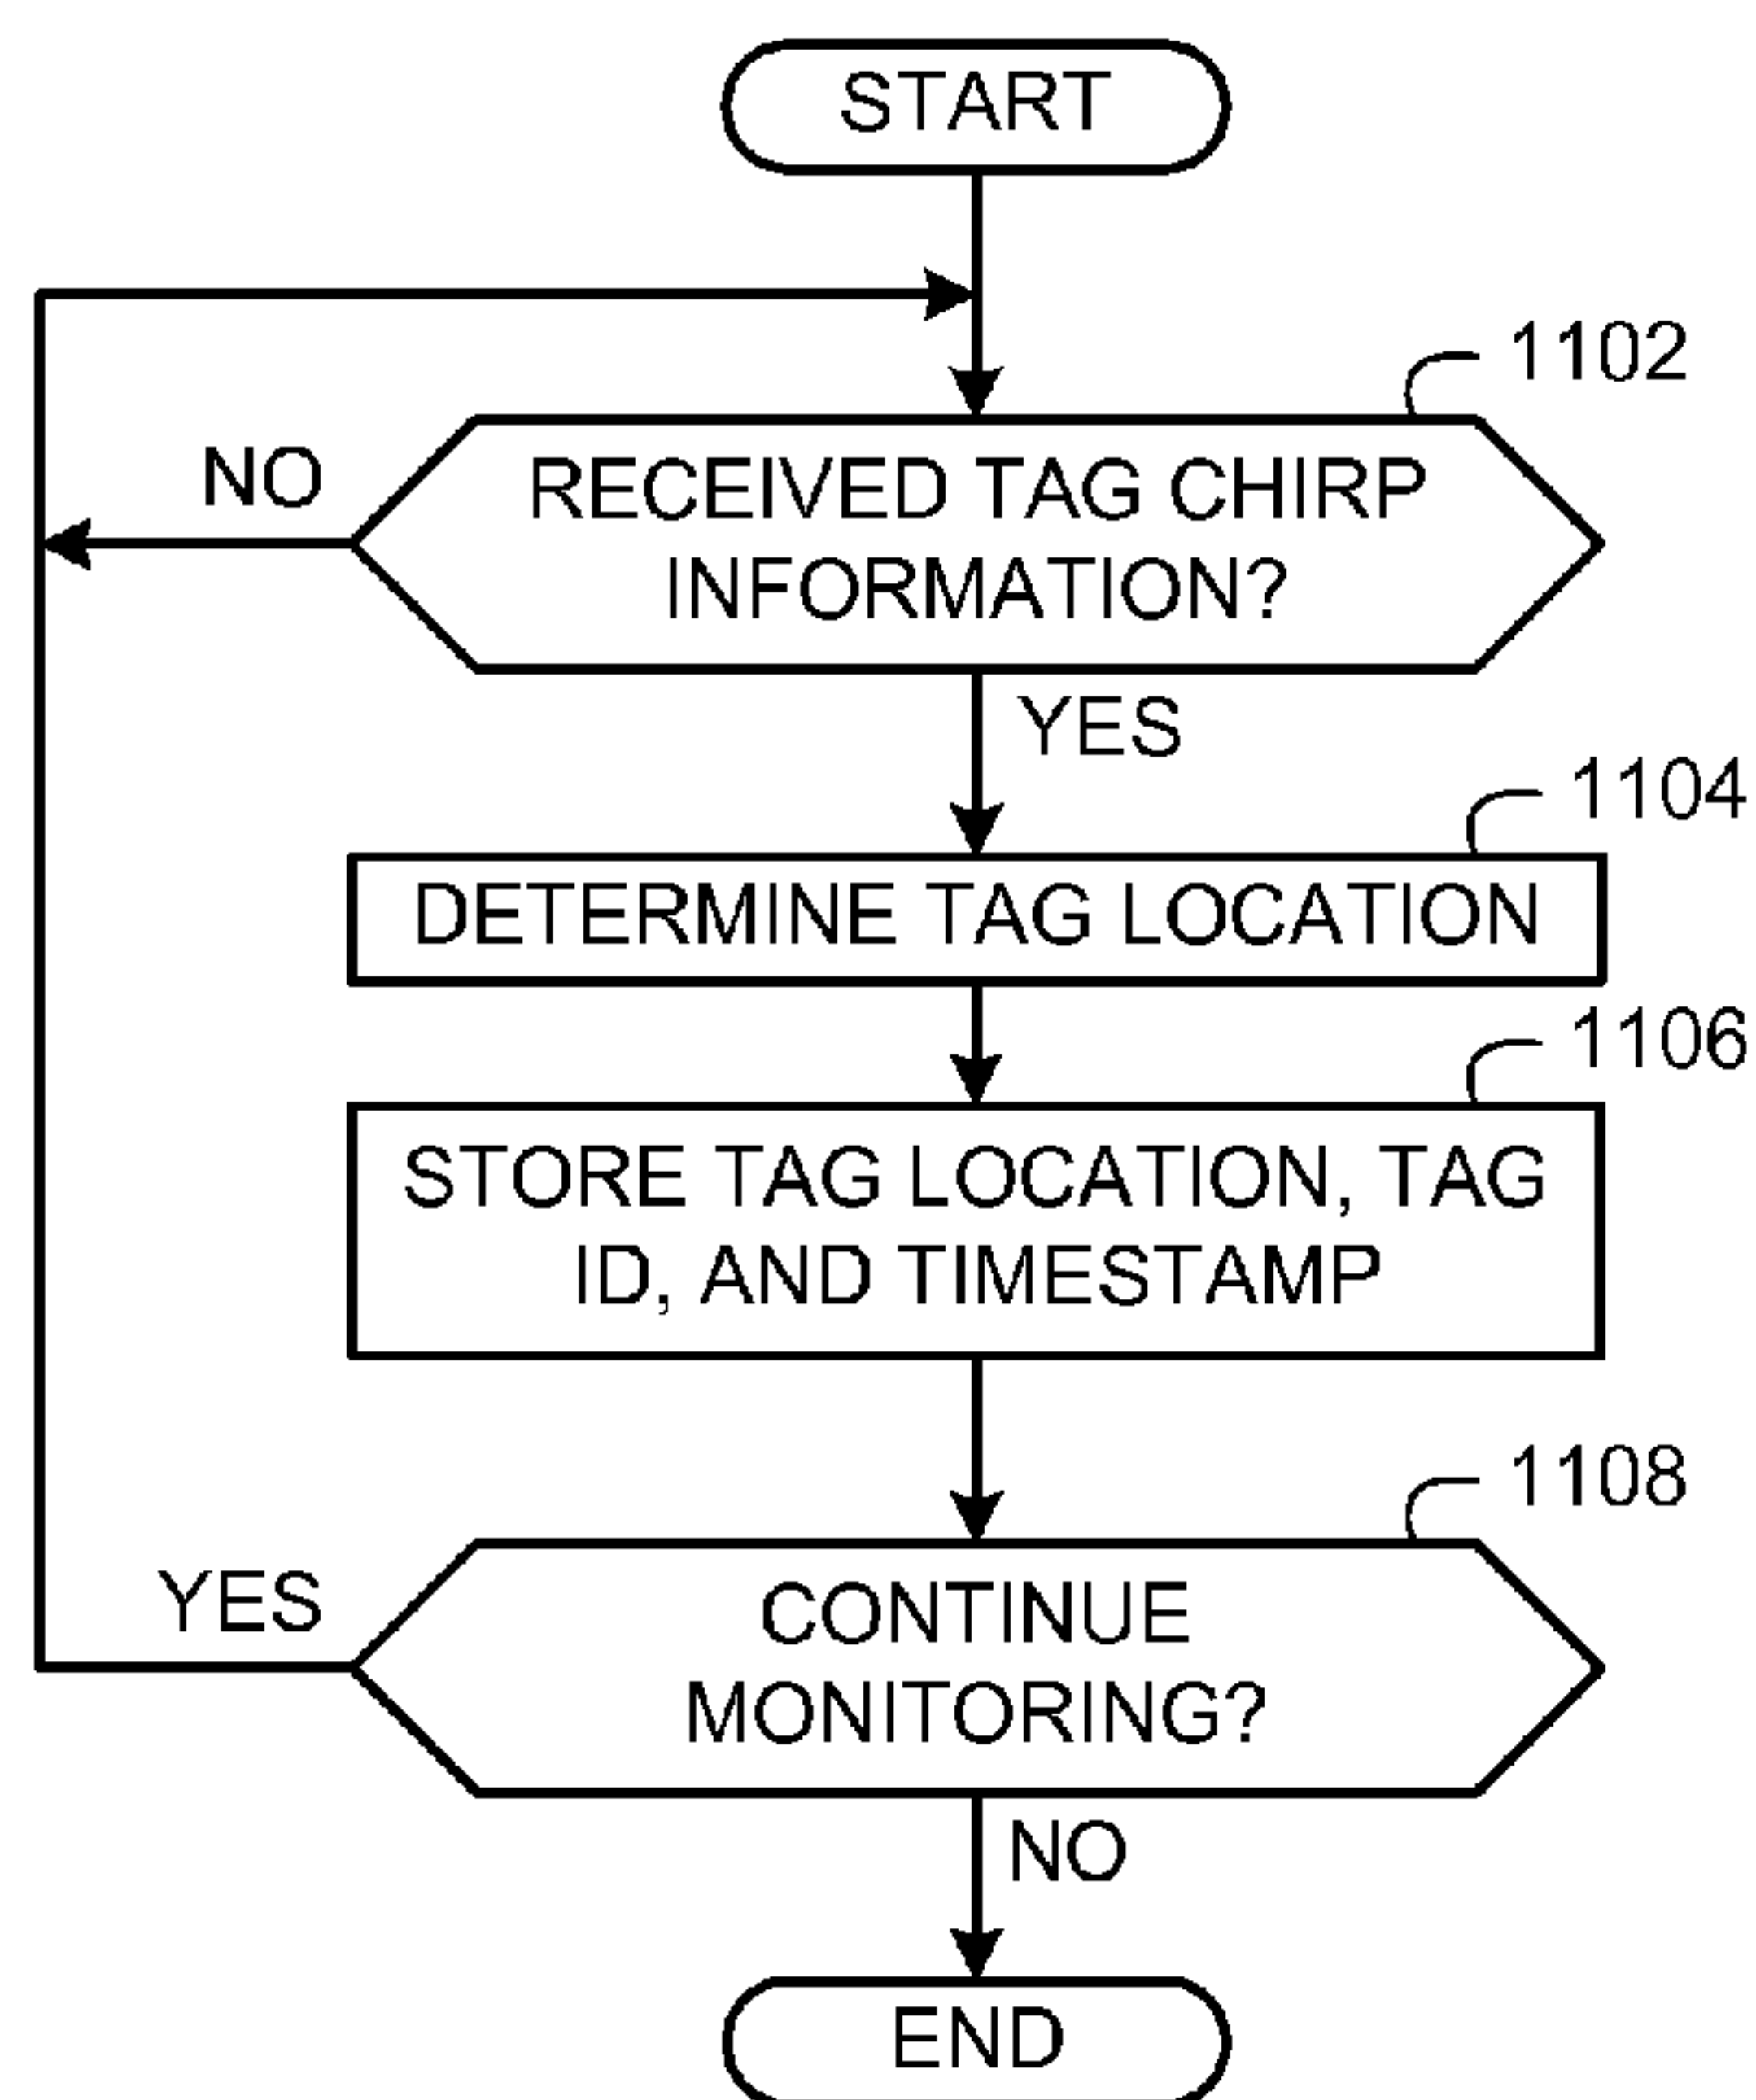 START
1102
NO
RECEIVED TAG CHIRP
INFORMATION?
YES
1104
DETERMINE TAG LOCATION
1106
STORE TAG LOCATION, TAG
ID, AND TIMESTAMP
1108
YES
CONTINUE
MONITORING?
NO
END